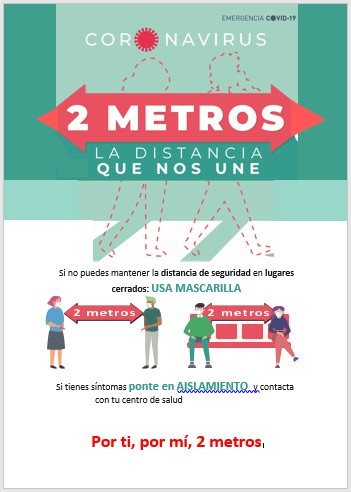 EMERGENCIA COVID-19
CORONAVIRUS
2 METROS
LA DISTANCIA
QUE NOS UNE
Si no puedes mantener la distancia de seguridad en lugares
cerrados: USA MASCARILLA
2 metros
2 metros
Si tienes síntomas ponte en AISLAMIENTO y contacta
con tu centro de salud
Por ti, por mí, 2 metros